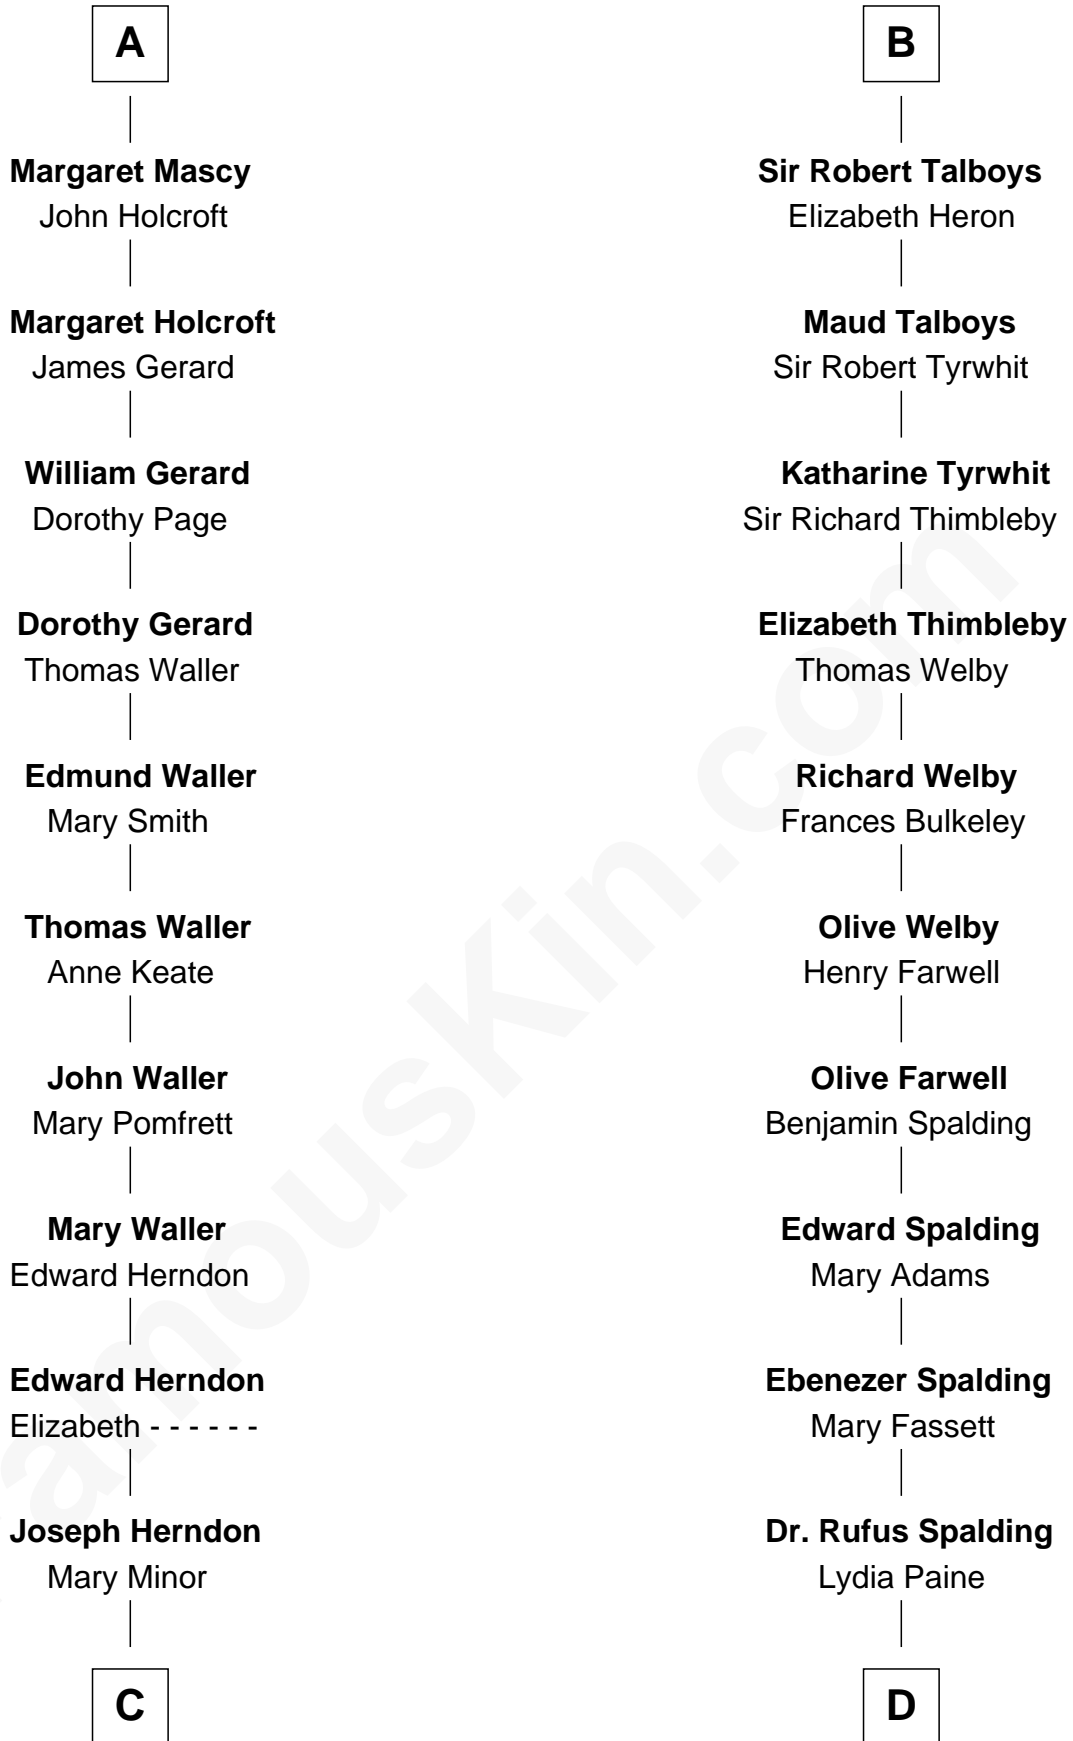 A
Margaret Mascy
John Holcroft
Margaret Holcroft
James Gerard
William Gerard
Dorothy Page
Dorothy Gerard
Thomas Waller
Edmund Waller
Mary Smith
Thomas Waller
Anne Keate
John Waller
Mary Pomfrett
Mary Waller
Edward Herndon
Edward Herndon
Elizabeth - - - - - -
Joseph Herndon
Mary Minor
C
B
Sir Robert Talboys
Elizabeth Heron
Maud Talboys
Sir Robert Tyrwhit
Katharine Tyrwhit
Sir Richard Thimbleby
Elizabeth Thimbleby
Thomas Welby
Richard Welby
Frances Bulkeley
Olive Welby
Henry Farwell
Olive Farwell
Benjamin Spalding
Edward Spalding
Mary Adams
Ebenezer Spalding
Mary Fassett
Dr. Rufus Spalding
Lydia Paine
D
amouskin.com